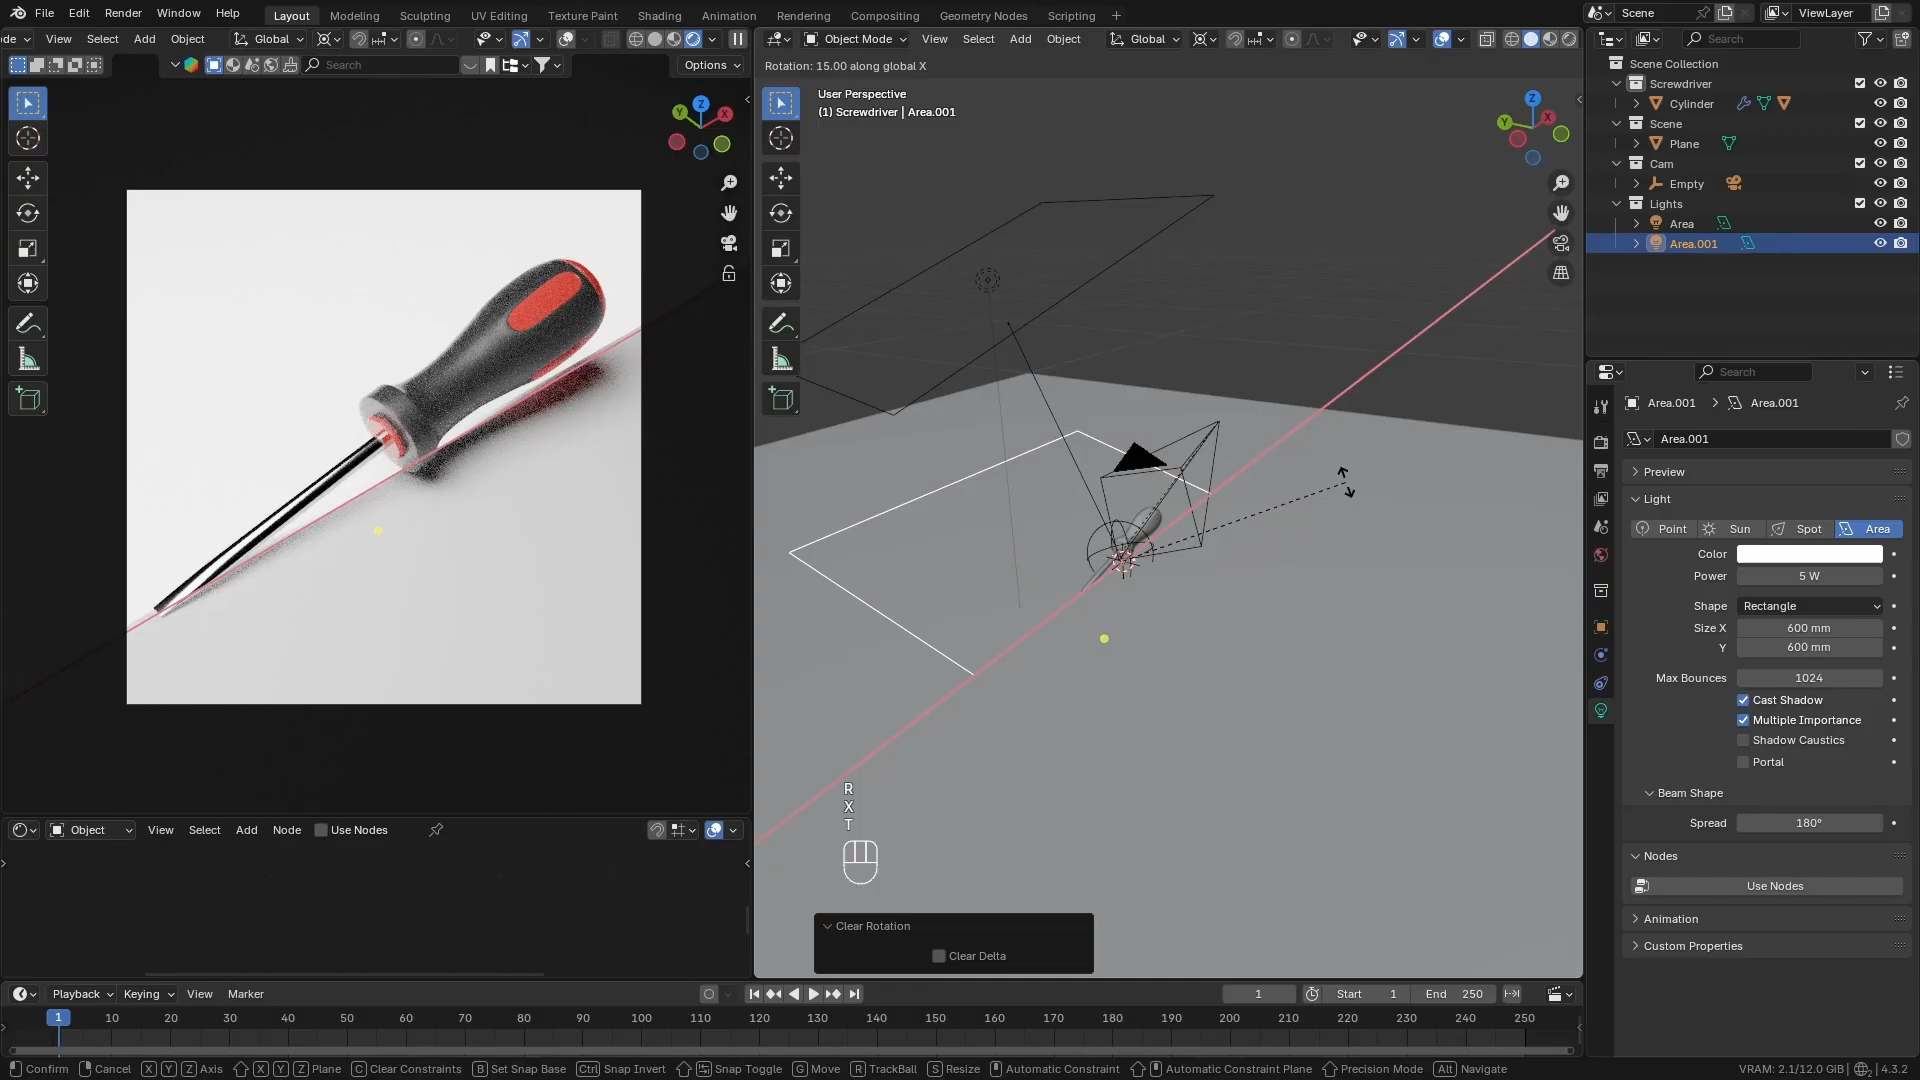 File Edit Render Window Help
Layout Modeling Sculpting UV Editing Texture Paint Shading Animation Rendering Compositing Geometry Nodes Scripting +
Scene
ViewLayer
de View Select Add Object Global
Object Mode View Select Add Object Global
Search
Search
Options
Rotation: 15.00 along global X
User Perspective
(1) Screwdriver | Area.001
Z
Y
X
Z
Y
X
Scene Collection
Screwdriver
Cylinder
Scene
Plane
Cam
Empty
Lights
Area
Area.001
Search
Area.001 > Area.001
Area.001
Preview
Light
Point Sun Spot Area
Color
Power 5 W
Shape Rectangle
Size X 600 mm
Y 600 mm
Max Bounces 1024
Cast Shadow
Multiple Importance
Shadow Caustics
Portal
Beam Shape
Spread 180°
Nodes
Use Nodes
Animation
Custom Properties
R
X
T
Clear Rotation
Clear Delta
Object View Select Add Node Use Nodes
Playback Keying View Marker
1 Start 1 End 250
1 10 20 30 40 50 60 70 80 90 100 110 120 130 140 150 160 170 180 190 200 210 220 230 240 250
Confirm Cancel X Y Z Axis X Y Z Plane C Clear Constraints B Set Snap Base Ctrl Snap Invert Snap Toggle G Move R TrackBall S Resize Automatic Constraint Automatic Constraint Plane Precision Mode Alt Navigate VRAM: 2.1/12.0 GiB 4.3.2